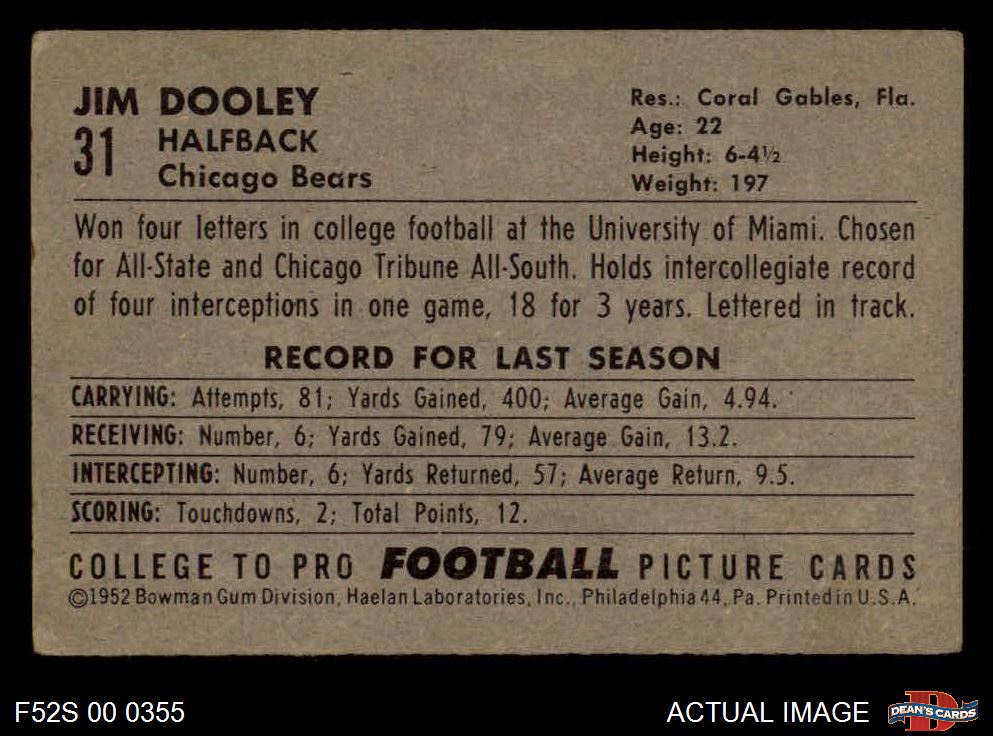 JIM DOOLEY
31 HALFBACK
Chicago Bears
Res.: Coral Gables, Fla.
Age: 22
Height: 6-4½
Weight: 197
Won four letters in college football at the University of Miami. Chosen
for All-State and Chicago Tribune All-South. Holds intercollegiate record
of four interceptions in one game, 18 for 3 years. Lettered in track.
RECORD FOR LAST SEASON
CARRYING: Attempts, 81; Yards Gained, 400; Average Gain, 4.94.
RECEIVING: Number, 6; Yards Gained, 79; Average Gain, 13.2.
INTERCEPTING: Number, 6; Yards Returned, 57; Average Return, 9.5.
SCORING: Touchdowns, 2; Total Points, 12.
COLLEGE TO PRO FOOTBALL PICTURE CARDS
©1952 Bowman Gum Division, Haelan Laboratories, Inc., Philadelphia 44, Pa. Printed in U.S.A.
F52S 00 0355
ACTUAL IMAGE
D
DEAN'S CARDS